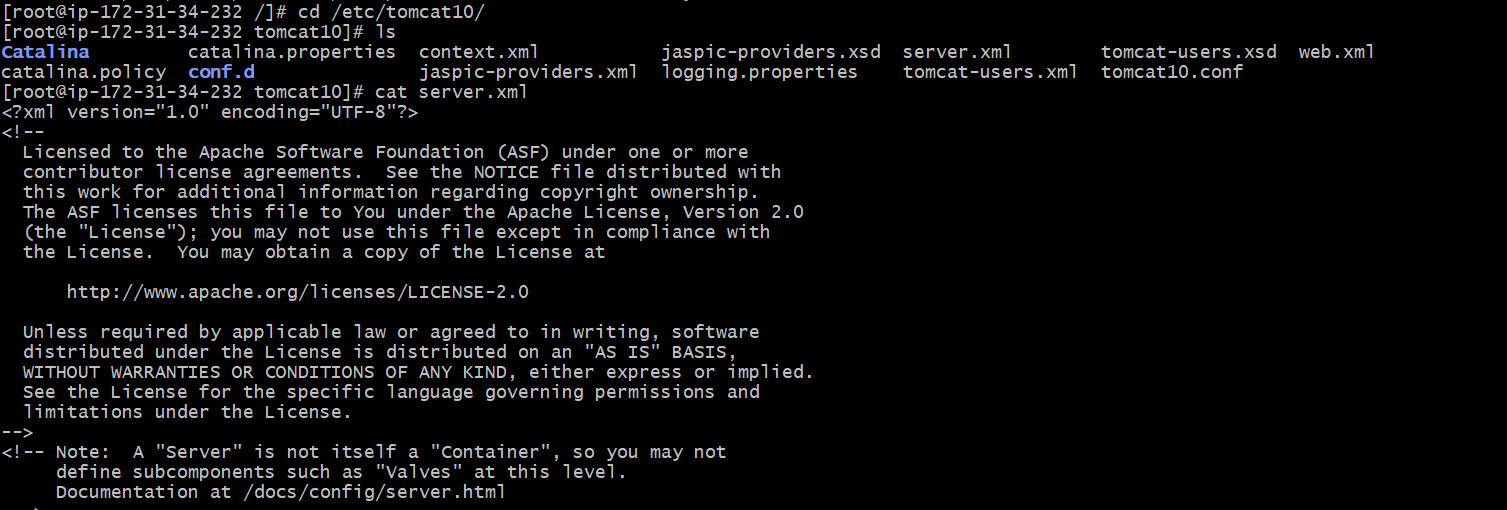 [root@ip-172-31-34-232 /]# cd /etc/tomcat10/
[root@ip-172-31-34-232 tomcat10]# ls
Catalina         catalina.properties  context.xml           jaspic-providers.xsd  server.xml        tomcat-users.xsd  web.xml
catalina.policy  conf.d               jaspic-providers.xml  logging.properties    tomcat-users.xml  tomcat10.conf
[root@ip-172-31-34-232 tomcat10]# cat server.xml
<?xml version="1.0" encoding="UTF-8"?>
<!--
  Licensed to the Apache Software Foundation (ASF) under one or more
  contributor license agreements.  See the NOTICE file distributed with
  this work for additional information regarding copyright ownership.
  The ASF licenses this file to You under the Apache License, Version 2.0
  (the "License"); you may not use this file except in compliance with
  the License.  You may obtain a copy of the License at

      http://www.apache.org/licenses/LICENSE-2.0

  Unless required by applicable law or agreed to in writing, software
  distributed under the License is distributed on an "AS IS" BASIS,
  WITHOUT WARRANTIES OR CONDITIONS OF ANY KIND, either express or implied.
  See the License for the specific language governing permissions and
  limitations under the License.
-->
<!-- Note:  A "Server" is not itself a "Container", so you may not
     define subcomponents such as "Valves" at this level.
     Documentation at /docs/config/server.html